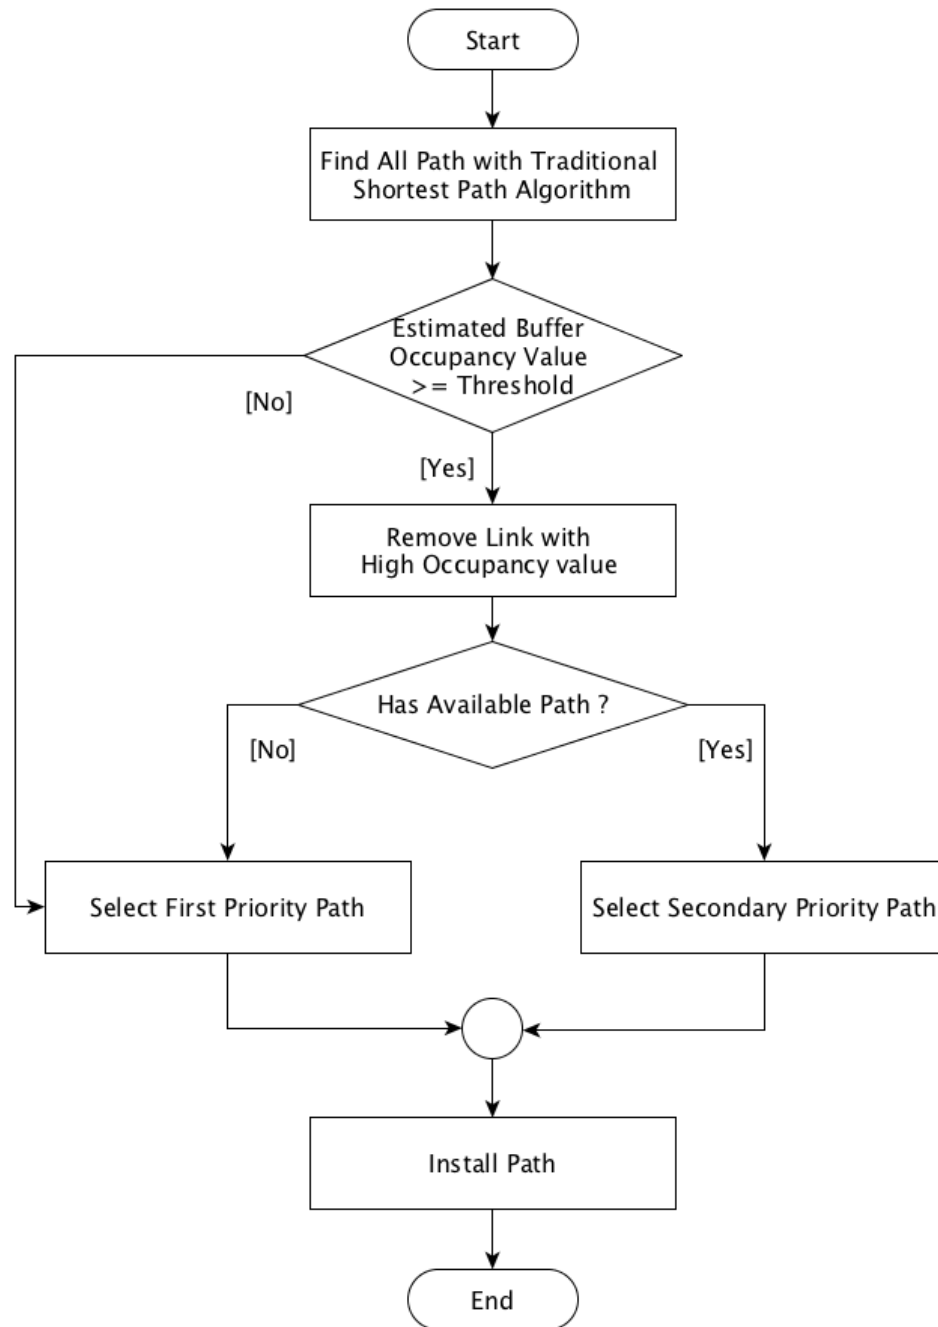 Start
Find All Path with Traditional
Shortest Path Algorithm
Estimated Buffer
Occupancy Value
>= Threshold
[No]
[Yes]
Remove Link with
High Occupancy value
Has Available Path ?
[No]
[Yes]
Select First Priority Path
Select Secondary Priority Path
Install Path
End